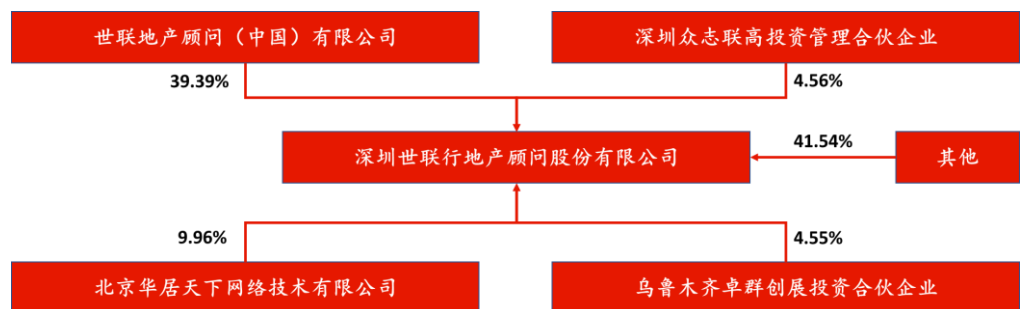 世联地产顾问（中国）有限公司
深圳众志联高投资管理合伙企业
39.39%
4.56%
深圳世联行地产顾问股份有限公司
41.54%
其他
9.96%
4.55%
北京华居天下网络技术有限公司
乌鲁木齐卓群创展投资合伙企业